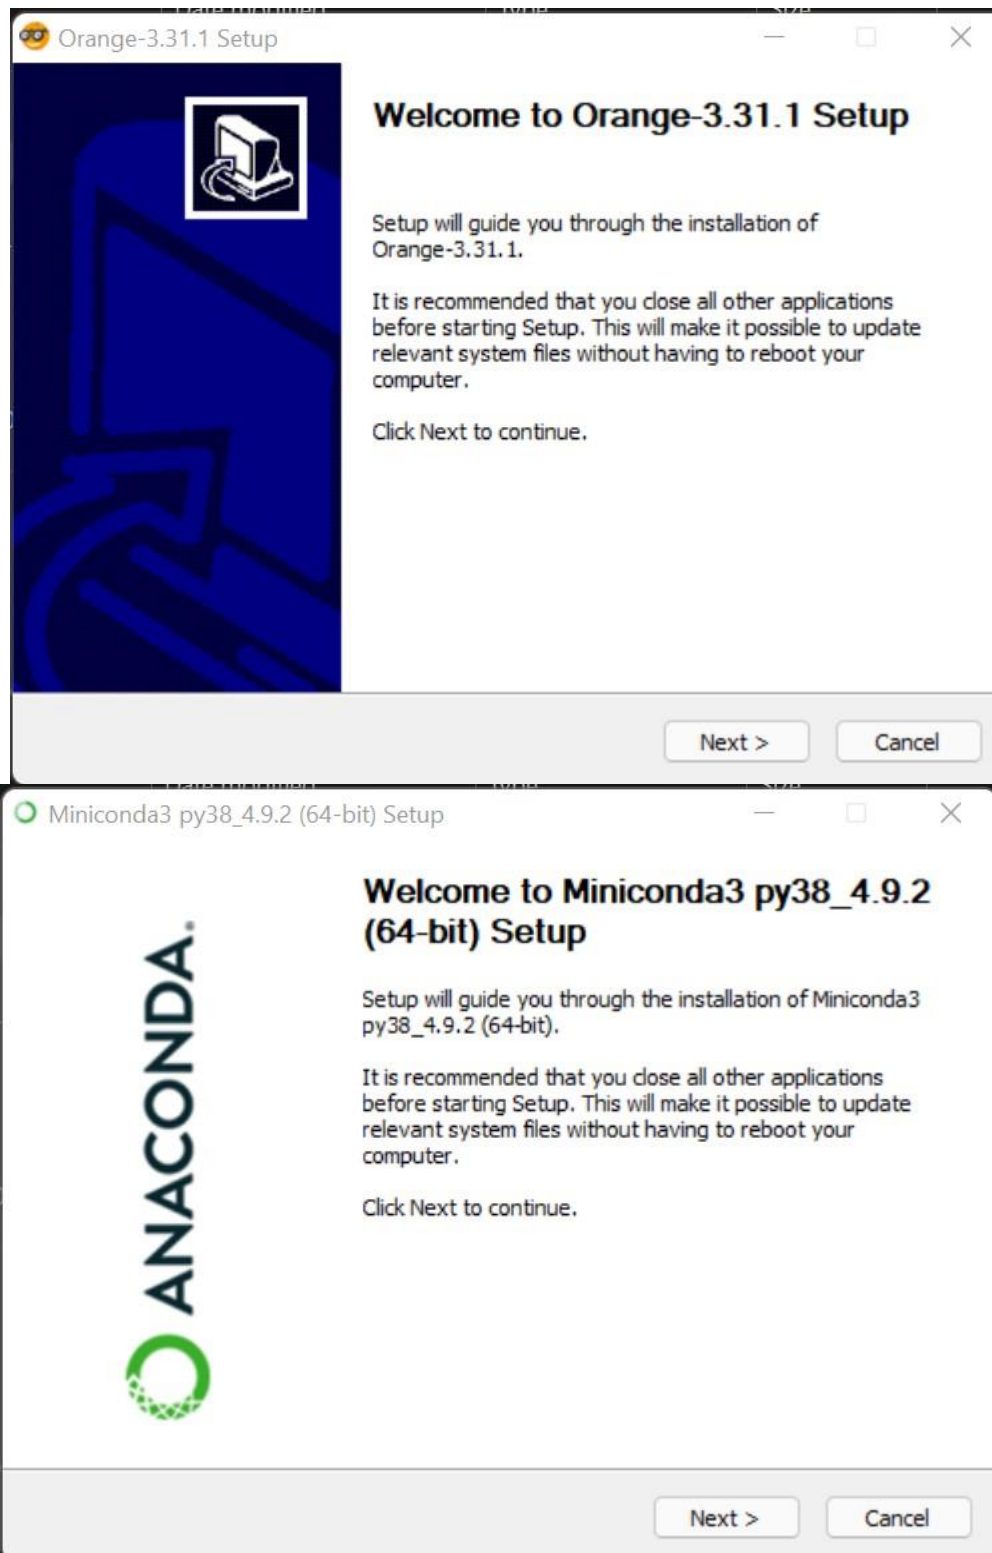 Orange-3.31.1 Setup
Welcome to Orange-3.31.1 Setup
Setup will guide you through the installation of
Orange-3.31.1.
It is recommended that you close all other applications
before starting Setup. This will make it possible to update
relevant system files without having to reboot your
computer.
Click Next to continue.
Next >
Cancel
Miniconda3 py38_4.9.2 (64-bit) Setup
ANACONDA.
Welcome to Miniconda3 py38_4.9.2
(64-bit) Setup
Setup will guide you through the installation of Miniconda3
py38_4.9.2 (64-bit).
It is recommended that you close all other applications
before starting Setup. This will make it possible to update
relevant system files without having to reboot your
computer.
Click Next to continue.
Next >
Cancel